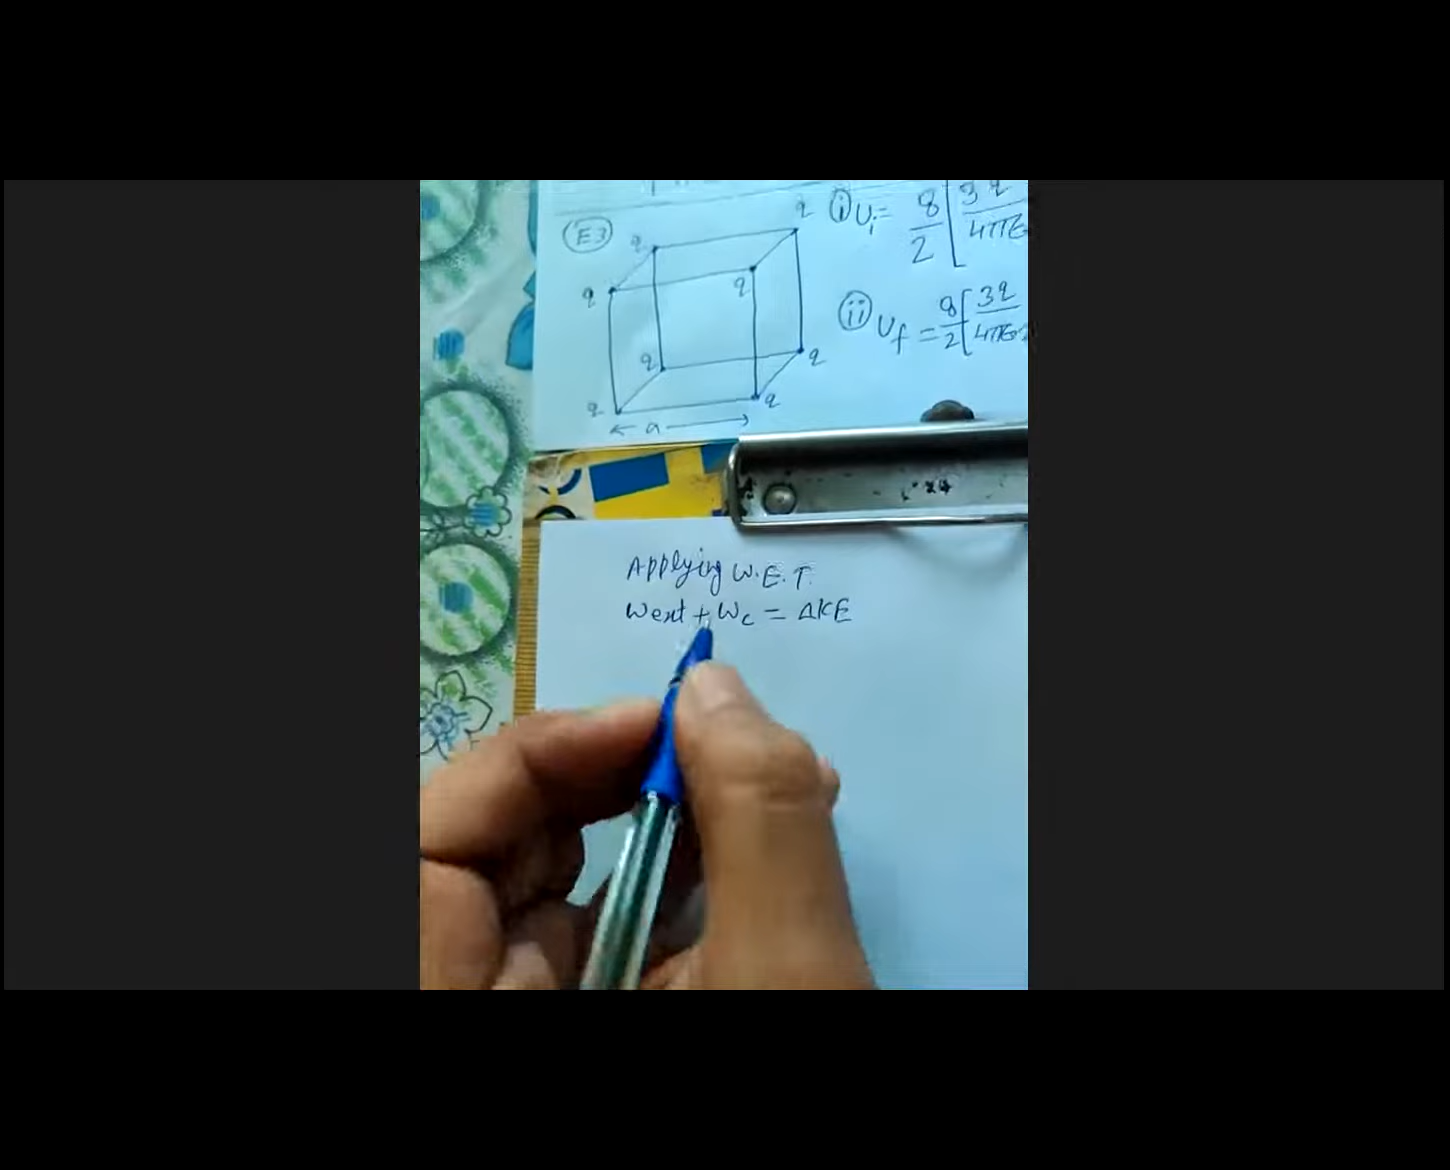 E3
q
q
q
q
q
q
q
q
a
i Ui = 8/2 [ 3q / 4πϵ
ii Uf = 8/2 [ 3q / 4πϵ
Applying W.E.T.
Wext + Wc = ΔKE